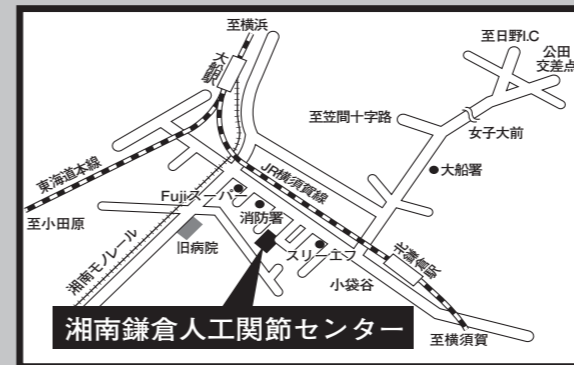 至横浜
大船駅
至日野I.C
公田
交差点
至笠間十字路
女子大前
東海道本線
JR横須賀線
大船署
Fujiスーパー
消防署
至小田原
旧病院
スリーエフ
北鎌倉駅
湘南モノレール
小袋谷
湘南鎌倉人工関節センター
至横須賀